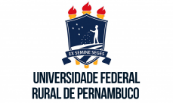 EX SEMINE SEGES
UNIVERSIDADE FEDERAL
RURAL DE PERNAMBUCO